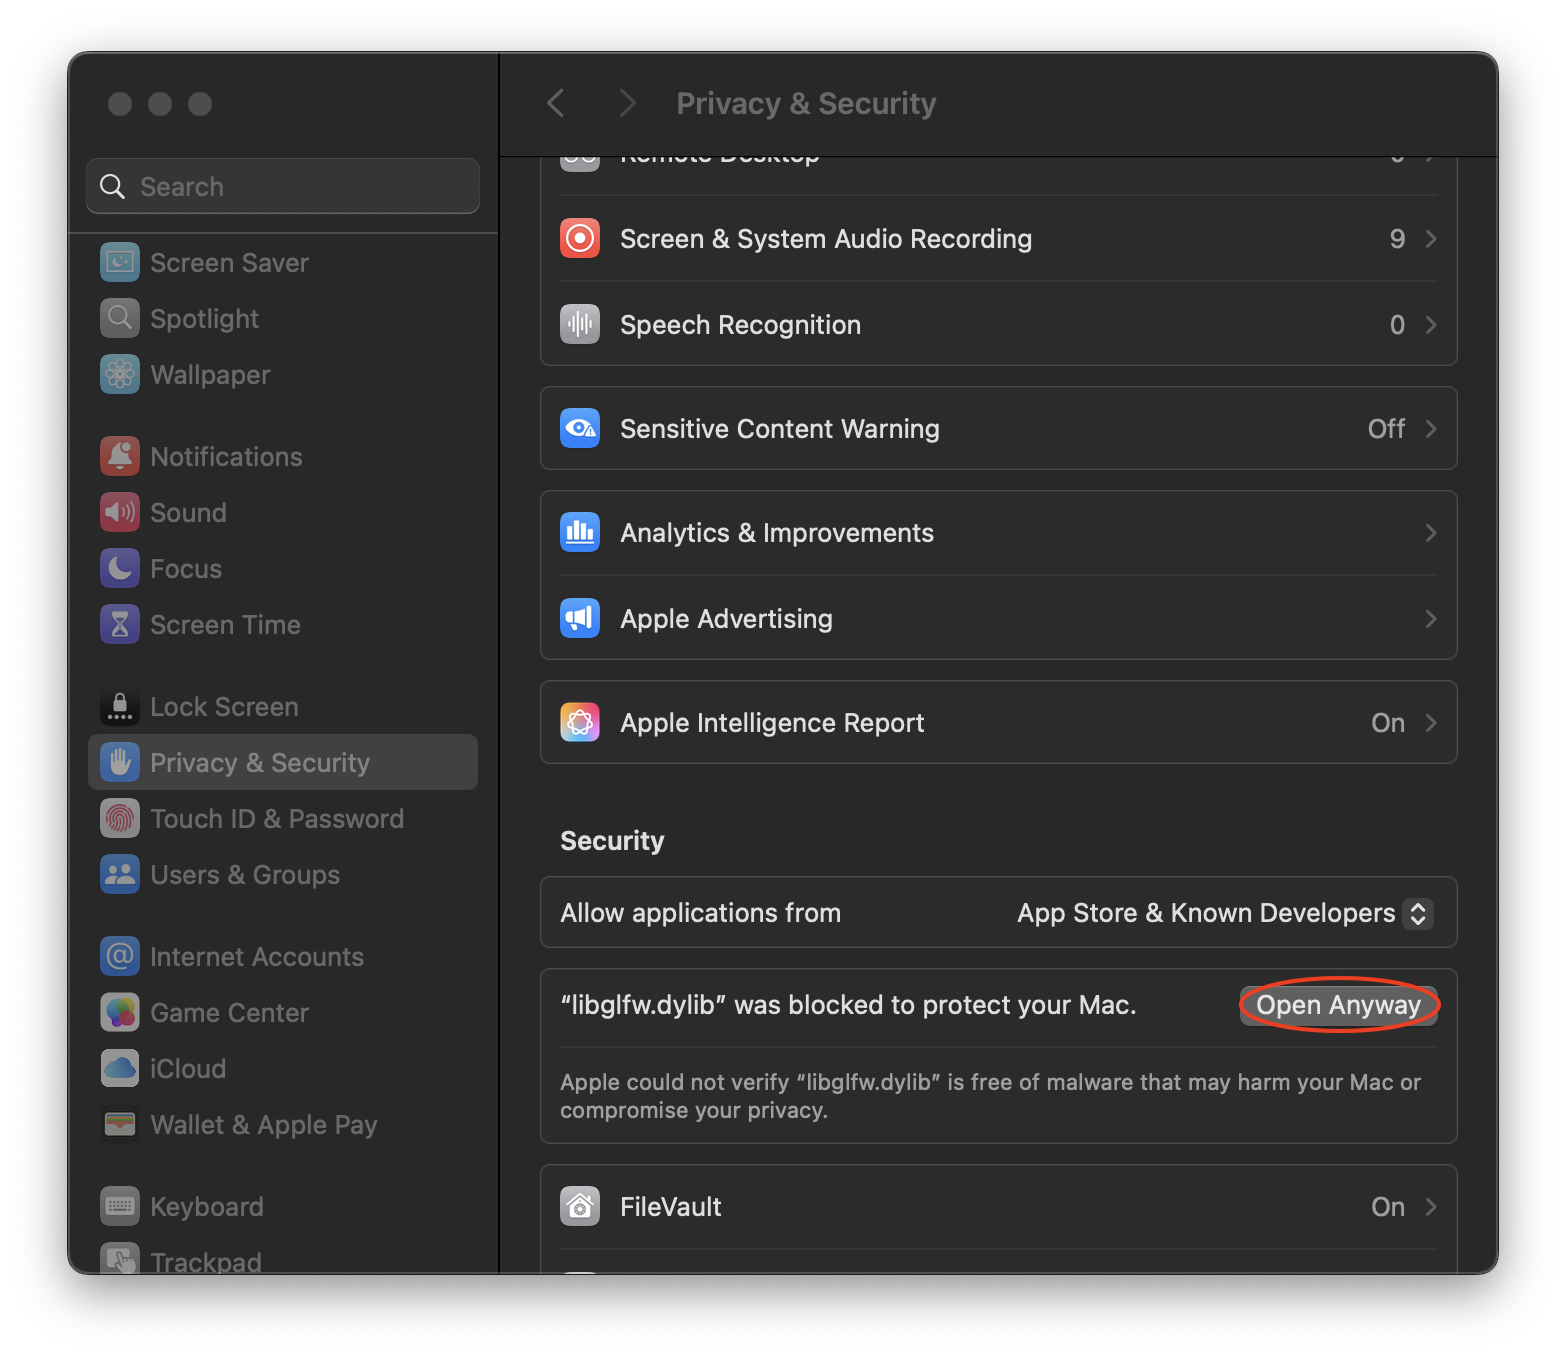 Search
Screen Saver
Spotlight
Wallpaper
Notifications
Sound
Focus
Screen Time
Lock Screen
Privacy & Security
Touch ID & Password
Users & Groups
Internet Accounts
Game Center
iCloud
Wallet & Apple Pay
Keyboard
Trackpad
Privacy & Security
Remote Desktop
Screen & System Audio Recording 9
Speech Recognition 0
Sensitive Content Warning Off
Analytics & Improvements
Apple Advertising
Apple Intelligence Report On
Security
Allow applications from App Store & Known Developers
“libglfw.dylib” was blocked to protect your Mac. Open Anyway
Apple could not verify “libglfw.dylib” is free of malware that may harm your Mac or
compromise your privacy.
FileVault On